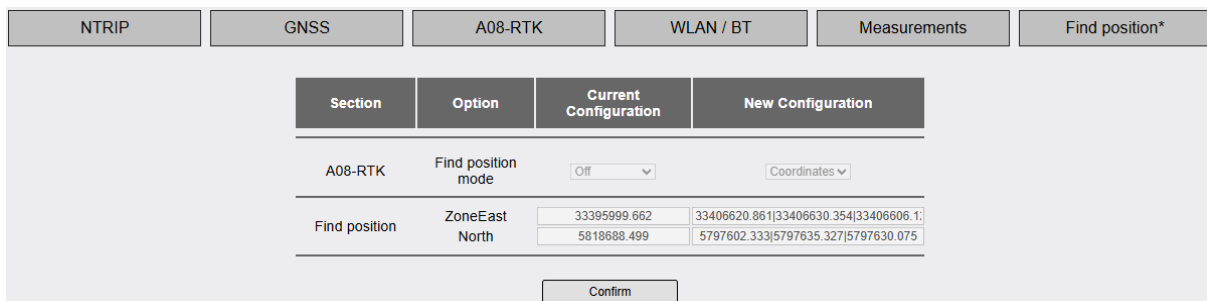 NTRIP GNSS A08-RTK WLAN / BT Measurements Find position*
Section Option Current Configuration New Configuration
A08-RTK Find position mode Off Coordinates
Find position ZoneEast 33395999.662 33406620.861|33406630.354|33406606.1
North 5818688.499 5797602.333|5797635.327|5797630.075
Confirm